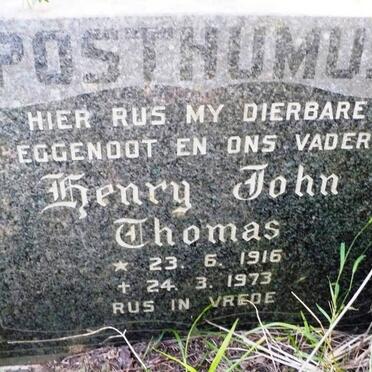 POSTHUMUS
HIER RUS MY DIERBARE
EGGENOOT EN ONS VADER
Henry John
Thomas
★ 23. 6. 1916
+ 24. 3. 1973
RUS IN VREDE